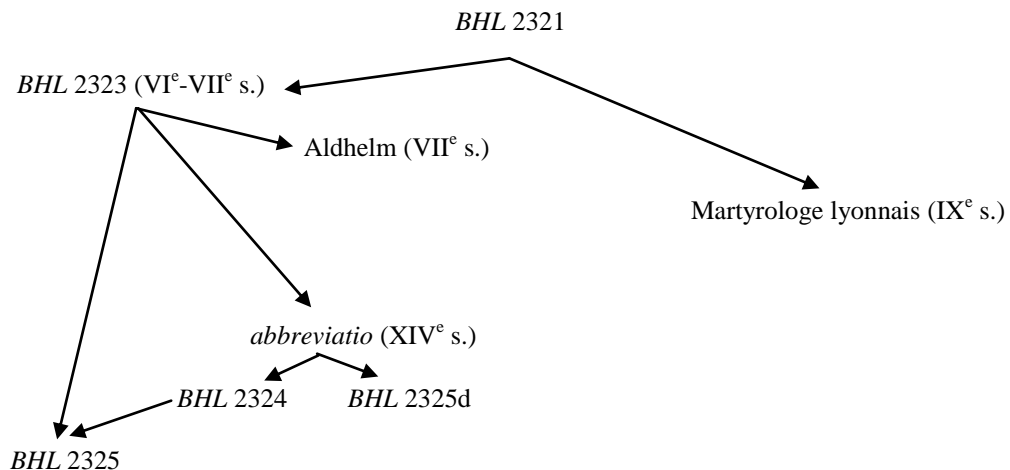 BHL 2321
BHL 2323 (VIᵉ-VIIᵉ s.)
Aldhelm (VIIᵉ s.)
Martyrologe lyonnais (IXᵉ s.)
abbreviatio (XIVᵉ s.)
BHL 2324
BHL 2325d
BHL 2325